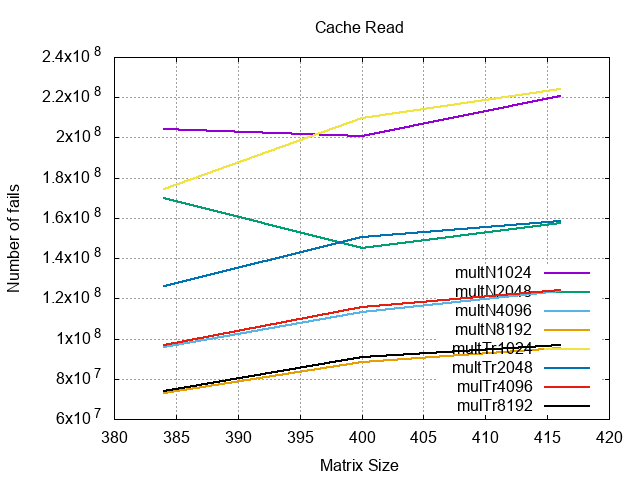 Cache Read
Number of fails
2.4x10^8
2.2x10^8
2x10^8
1.8x10^8
1.6x10^8
1.4x10^8
1.2x10^8
1x10^8
8x10^7
6x10^7
multN1024
multN2048
multN4096
multN8192
multTr1024
multTr2048
mulTr4096
mulTr8192
380 385 390 395 400 405 410 415 420
Matrix Size